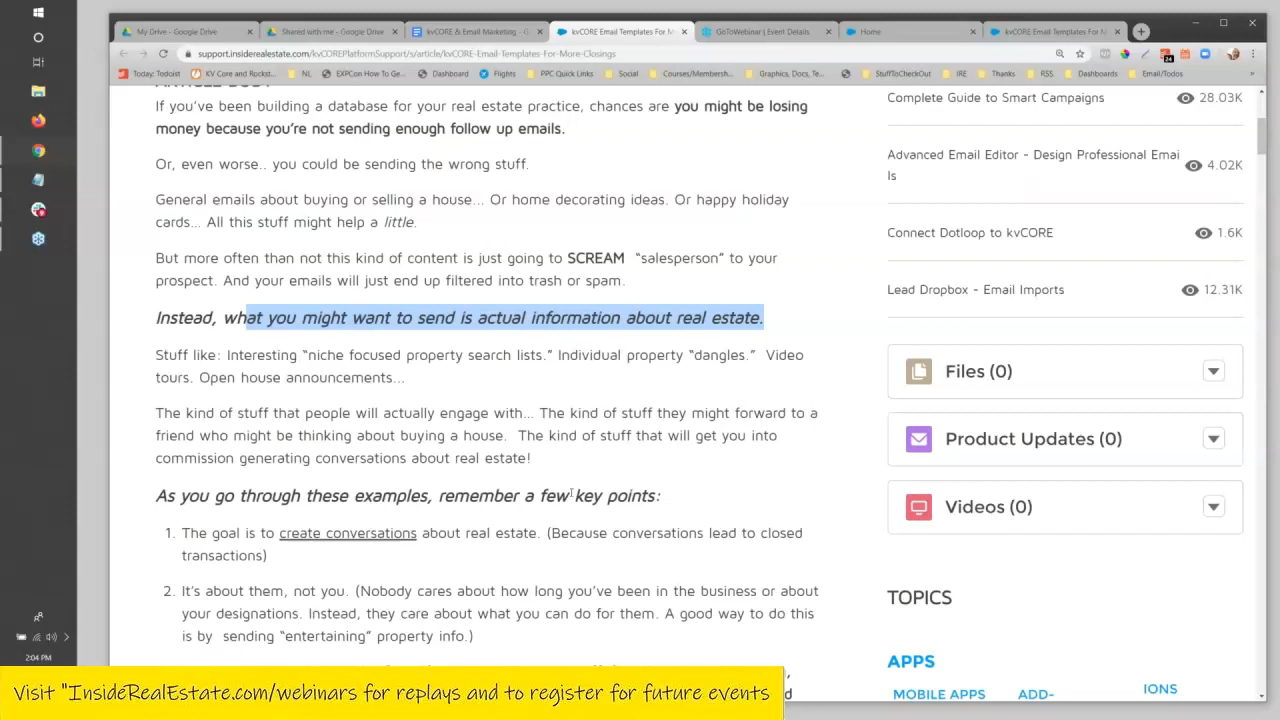 My Drive - Google Drive
Shared with me - Google Drive
kvCORE & Email Marketing - G
kvCORE Email Templates For M
GoToWebinar | Event Details
Home
kvCORE Email Templates For M
support.insiderealestate.com/kvCOREPlatformSupport/s/article/kvCORE-Email-Templates-For-More-Closings
Today: Todoist
KV Core and Rockst...
NL
EXPCon How To Ge...
Dashboard
Flights
PPC Quick Links
Social
Courses/Membersh...
Graphics, Docs, Te...
StuffToCheckOut
IRE
Thanks
RSS
Dashboards
Email/Todos
If you've been building a database for your real estate practice, chances are you might be losing
money because you're not sending enough follow up emails.
Or, even worse.. you could be sending the wrong stuff.
General emails about buying or selling a house... Or home decorating ideas. Or happy holiday
cards... All this stuff might help a little.
But more often than not this kind of content is just going to SCREAM “salesperson” to your
prospect. And your emails will just end up filtered into trash or spam.
Instead, what you might want to send is actual information about real estate.
Stuff like: Interesting “niche focused property search lists.” Individual property “dangles.” Video
tours. Open house announcements...
The kind of stuff that people will actually engage with... The kind of stuff they might forward to a
friend who might be thinking about buying a house. The kind of stuff that will get you into
commission generating conversations about real estate!
As you go through these examples, remember a few key points:
1. The goal is to create conversations about real estate. (Because conversations lead to closed
transactions)
2. It's about them, not you. (Nobody cares about how long you've been in the business or about
your designations. Instead, they care about what you can do for them. A good way to do this
is by sending “entertaining” property info.)
Complete Guide to Smart Campaigns
28.03K
Advanced Email Editor - Design Professional Emai
ls
4.02K
Connect Dotloop to kvCORE
1.6K
Lead Dropbox - Email Imports
12.31K
Files (0)
Product Updates (0)
Videos (0)
TOPICS
APPS
MOBILE APPS
ADD-
IONS
24
2:04 PM
Visit "InsideRealEstate.com/webinars for replays and to register for future events